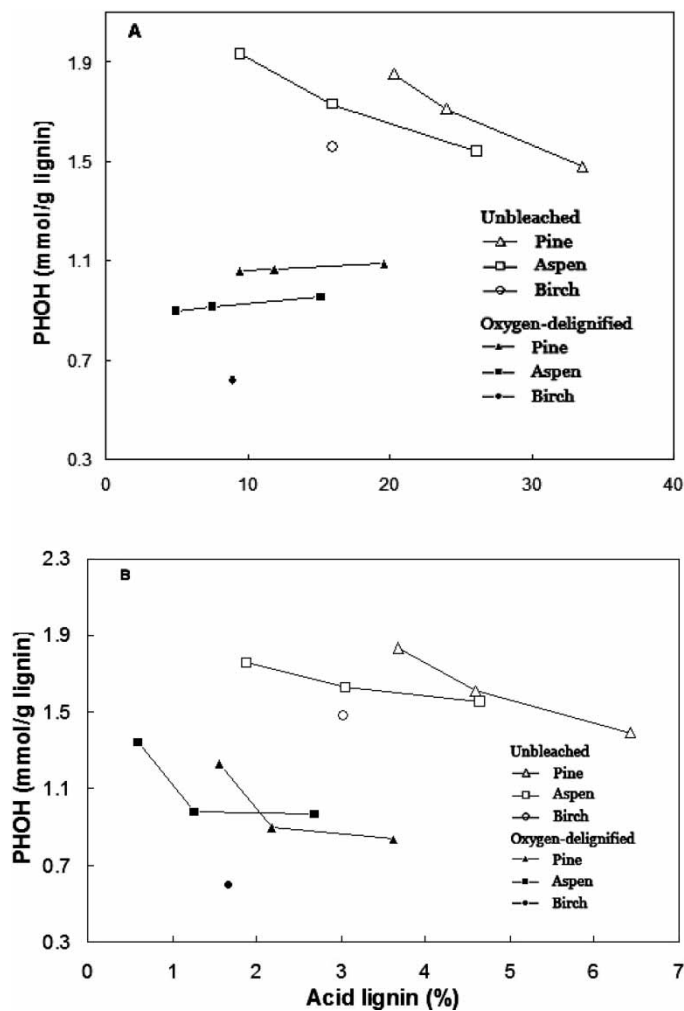 A
PHOH (mmol/g lignin)
1.9
1.5
1.1
0.7
0.3
0
10
20
30
40
Unbleached
Pine
Aspen
Birch
Oxygen-delignified
Pine
Aspen
Birch
B
PHOH (mmol/g lignin)
2.3
1.9
1.5
1.1
0.7
0.3
0
1
2
3
4
5
6
7
Unbleached
Pine
Aspen
Birch
Oxygen-delignified
Pine
Aspen
Birch
Acid lignin (%)